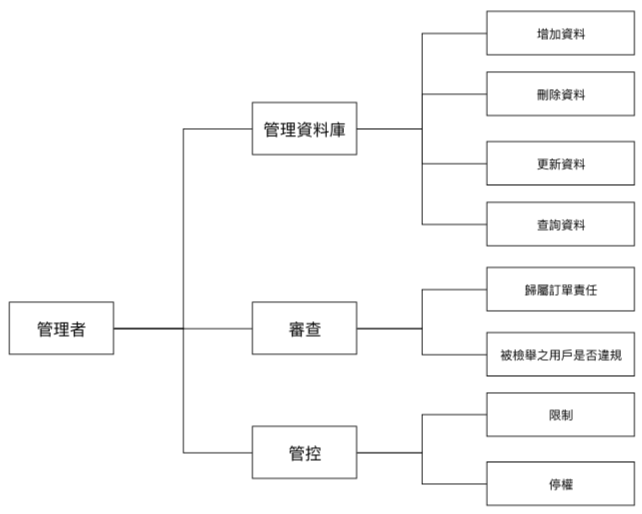 管理者
管理資料庫
增加資料
刪除資料
更新資料
查詢資料
審查
歸屬訂單責任
被檢舉之用戶是否違規
管控
限制
停權